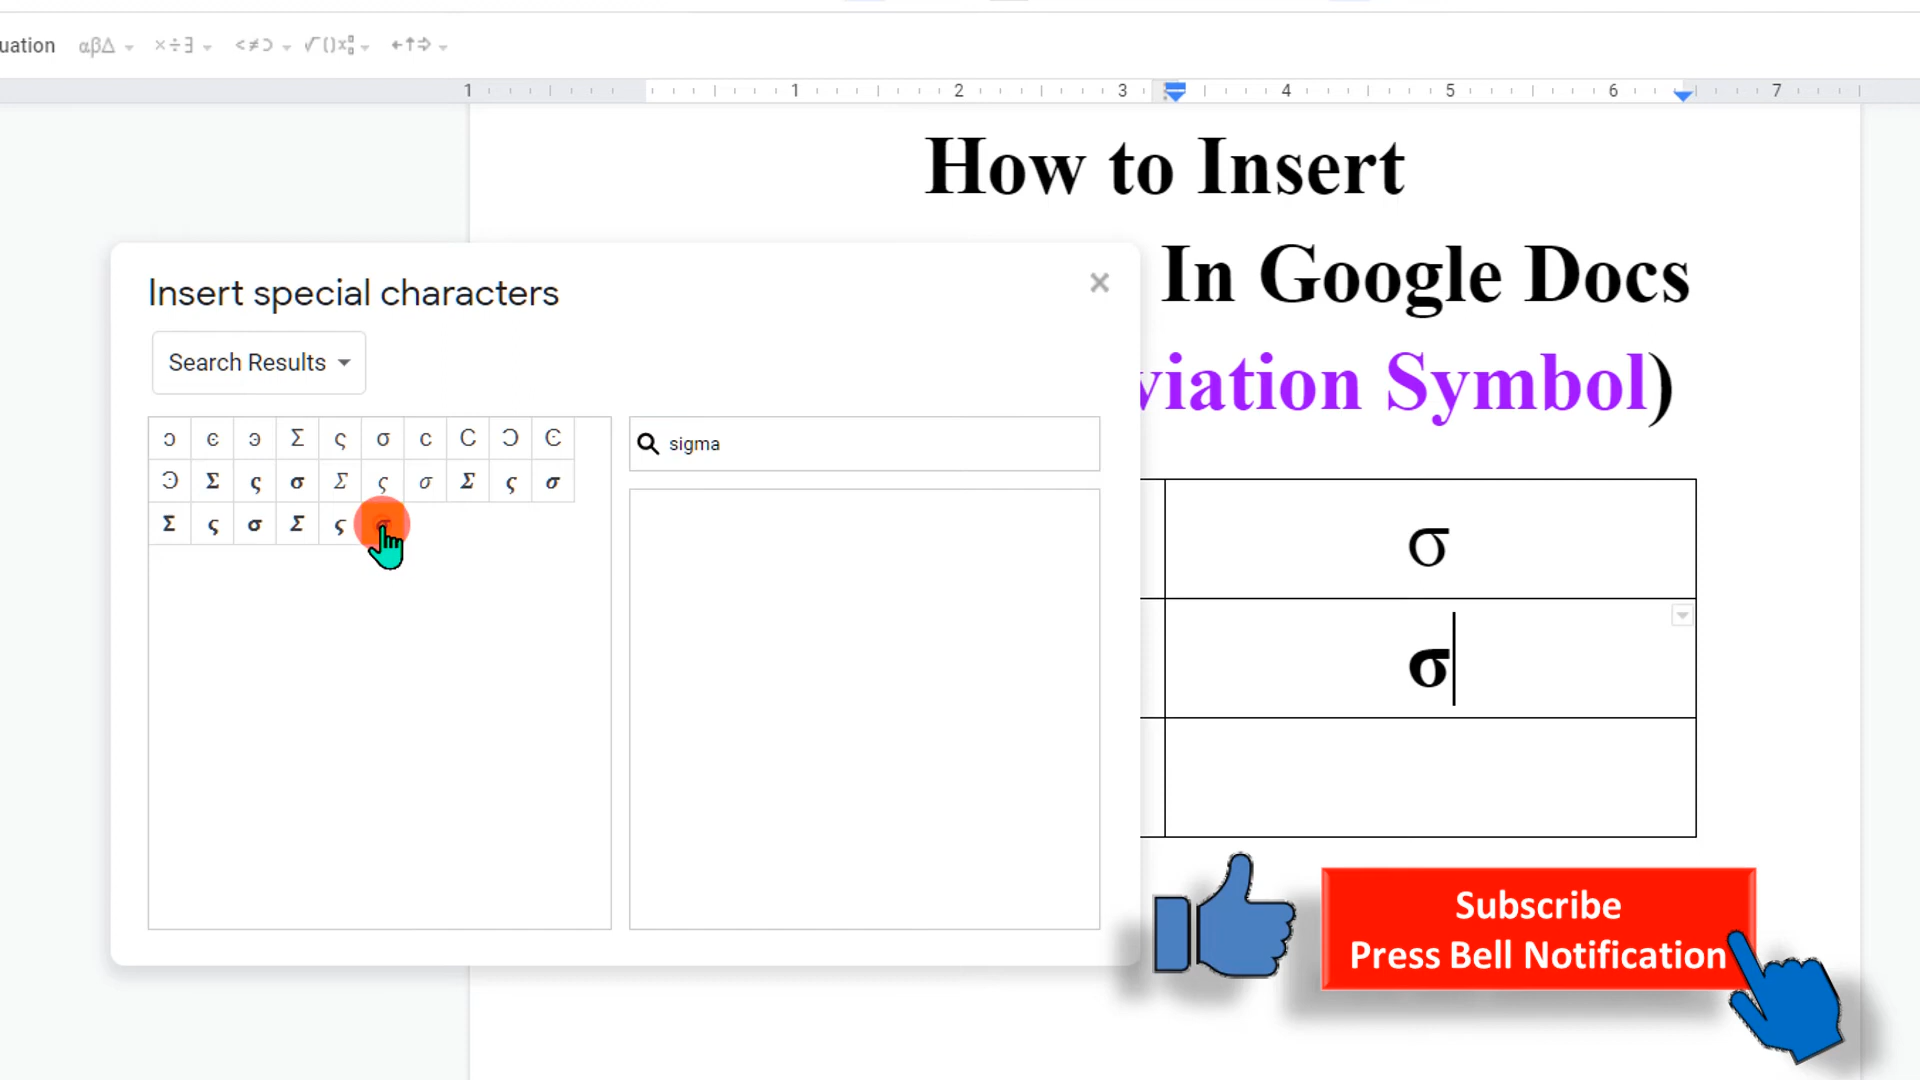 uation αβΔ ×÷∃ <≠⊃ √()x ←↑⇒
1 1 2 3 4 5 6 7
How to Insert
In Google Docs
viation Symbol)
Insert special characters
Search Results
ɔ є э Σ ς σ c C Ɔ Є
Э Σ ς σ Σ ς σ Σ ς σ
Σ ς σ Σ ς σ
sigma
σ
σ
Subscribe
Press Bell Notification